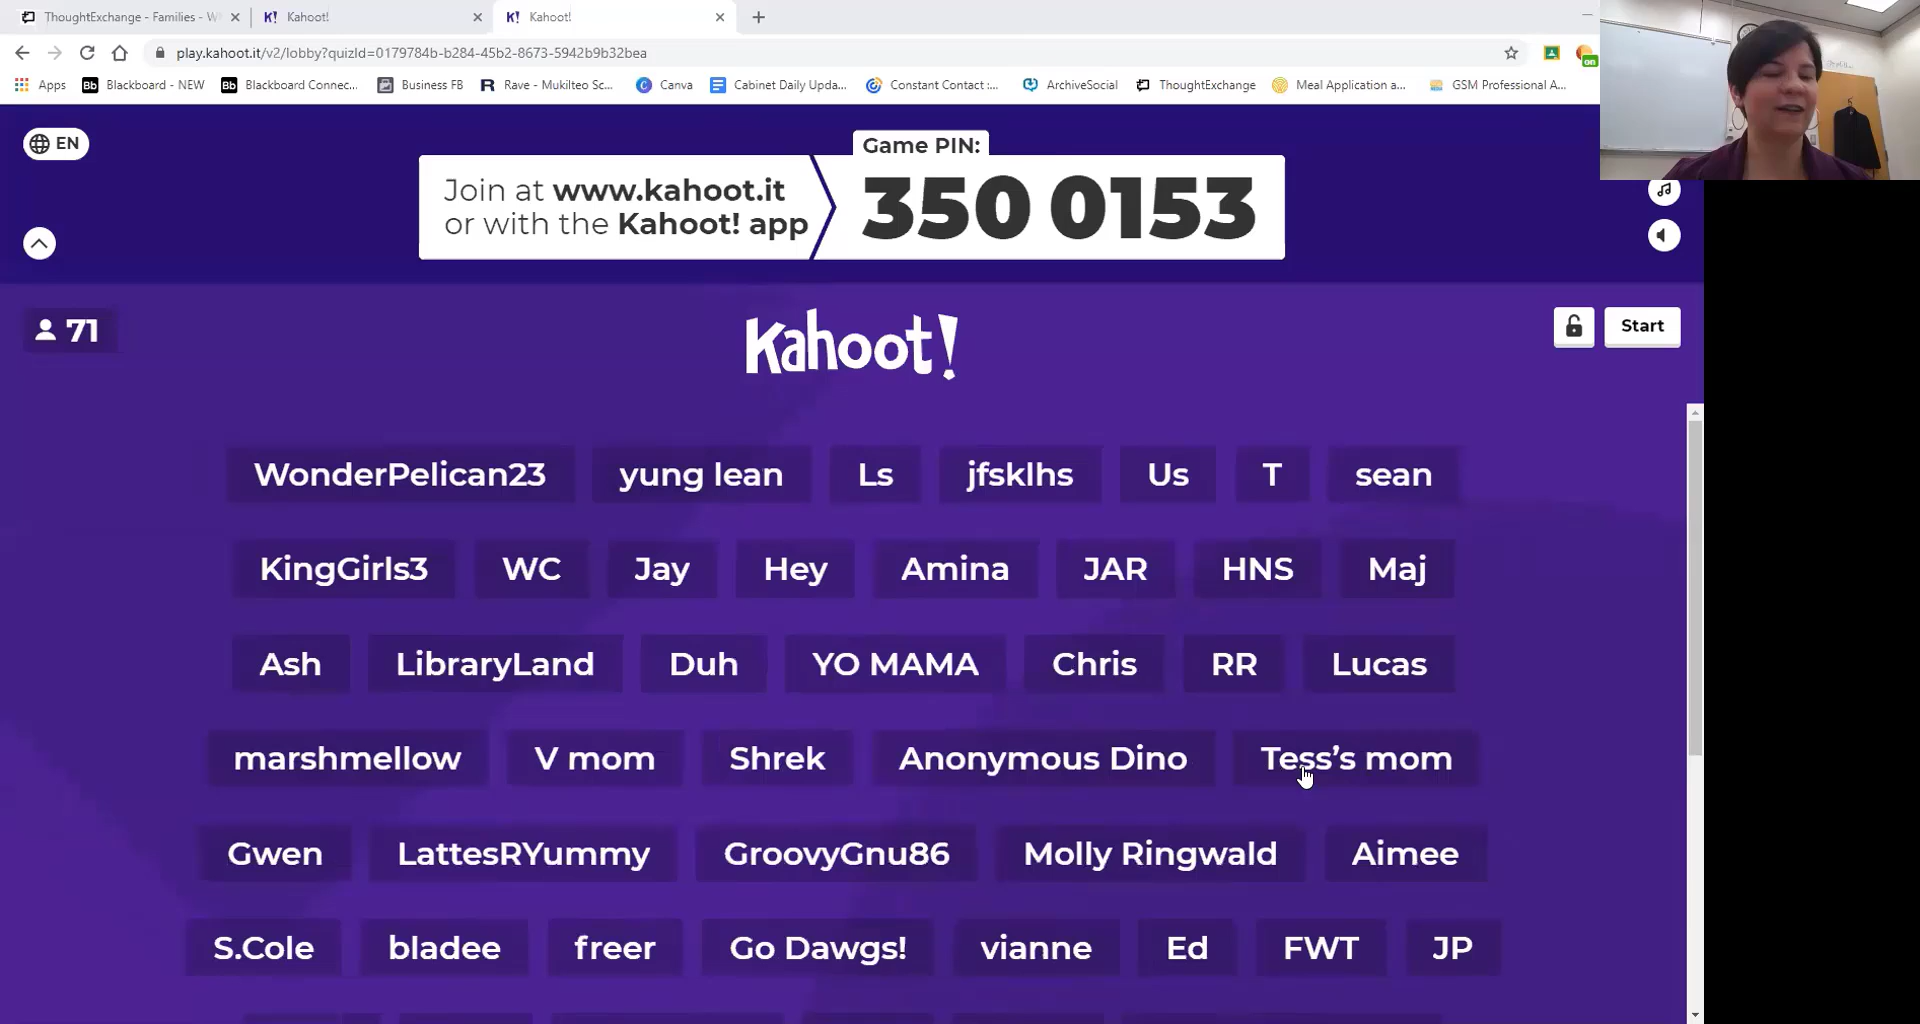 ThoughtExchange - Families - W
Kahoot!
Kahoot!
play.kahoot.it/v2/lobby?quizId=0179784b-b284-45b2-8673-5942b9b32bea
on
Apps
Bb Blackboard - NEW
Bb Blackboard Connec...
Business FB
R Rave - Mukilteo Sc...
C Canva
Cabinet Daily Upda...
Constant Contact :...
ArchiveSocial
ThoughtExchange
Meal Application a...
GSM Professional A...
EN
Join at www.kahoot.it
or with the Kahoot! app
Game PIN:
350 0153
71
Kahoot!
Start
WonderPelican23 yung lean Ls jfsklhs Us T sean
KingGirls3 WC Jay Hey Amina JAR HNS Maj
Ash LibraryLand Duh YO MAMA Chris RR Lucas
marshmellow V mom Shrek Anonymous Dino Tess's mom
Gwen LattesRYummy GroovyGnu86 Molly Ringwald Aimee
S.Cole bladee freer Go Dawgs! vianne Ed FWT JP